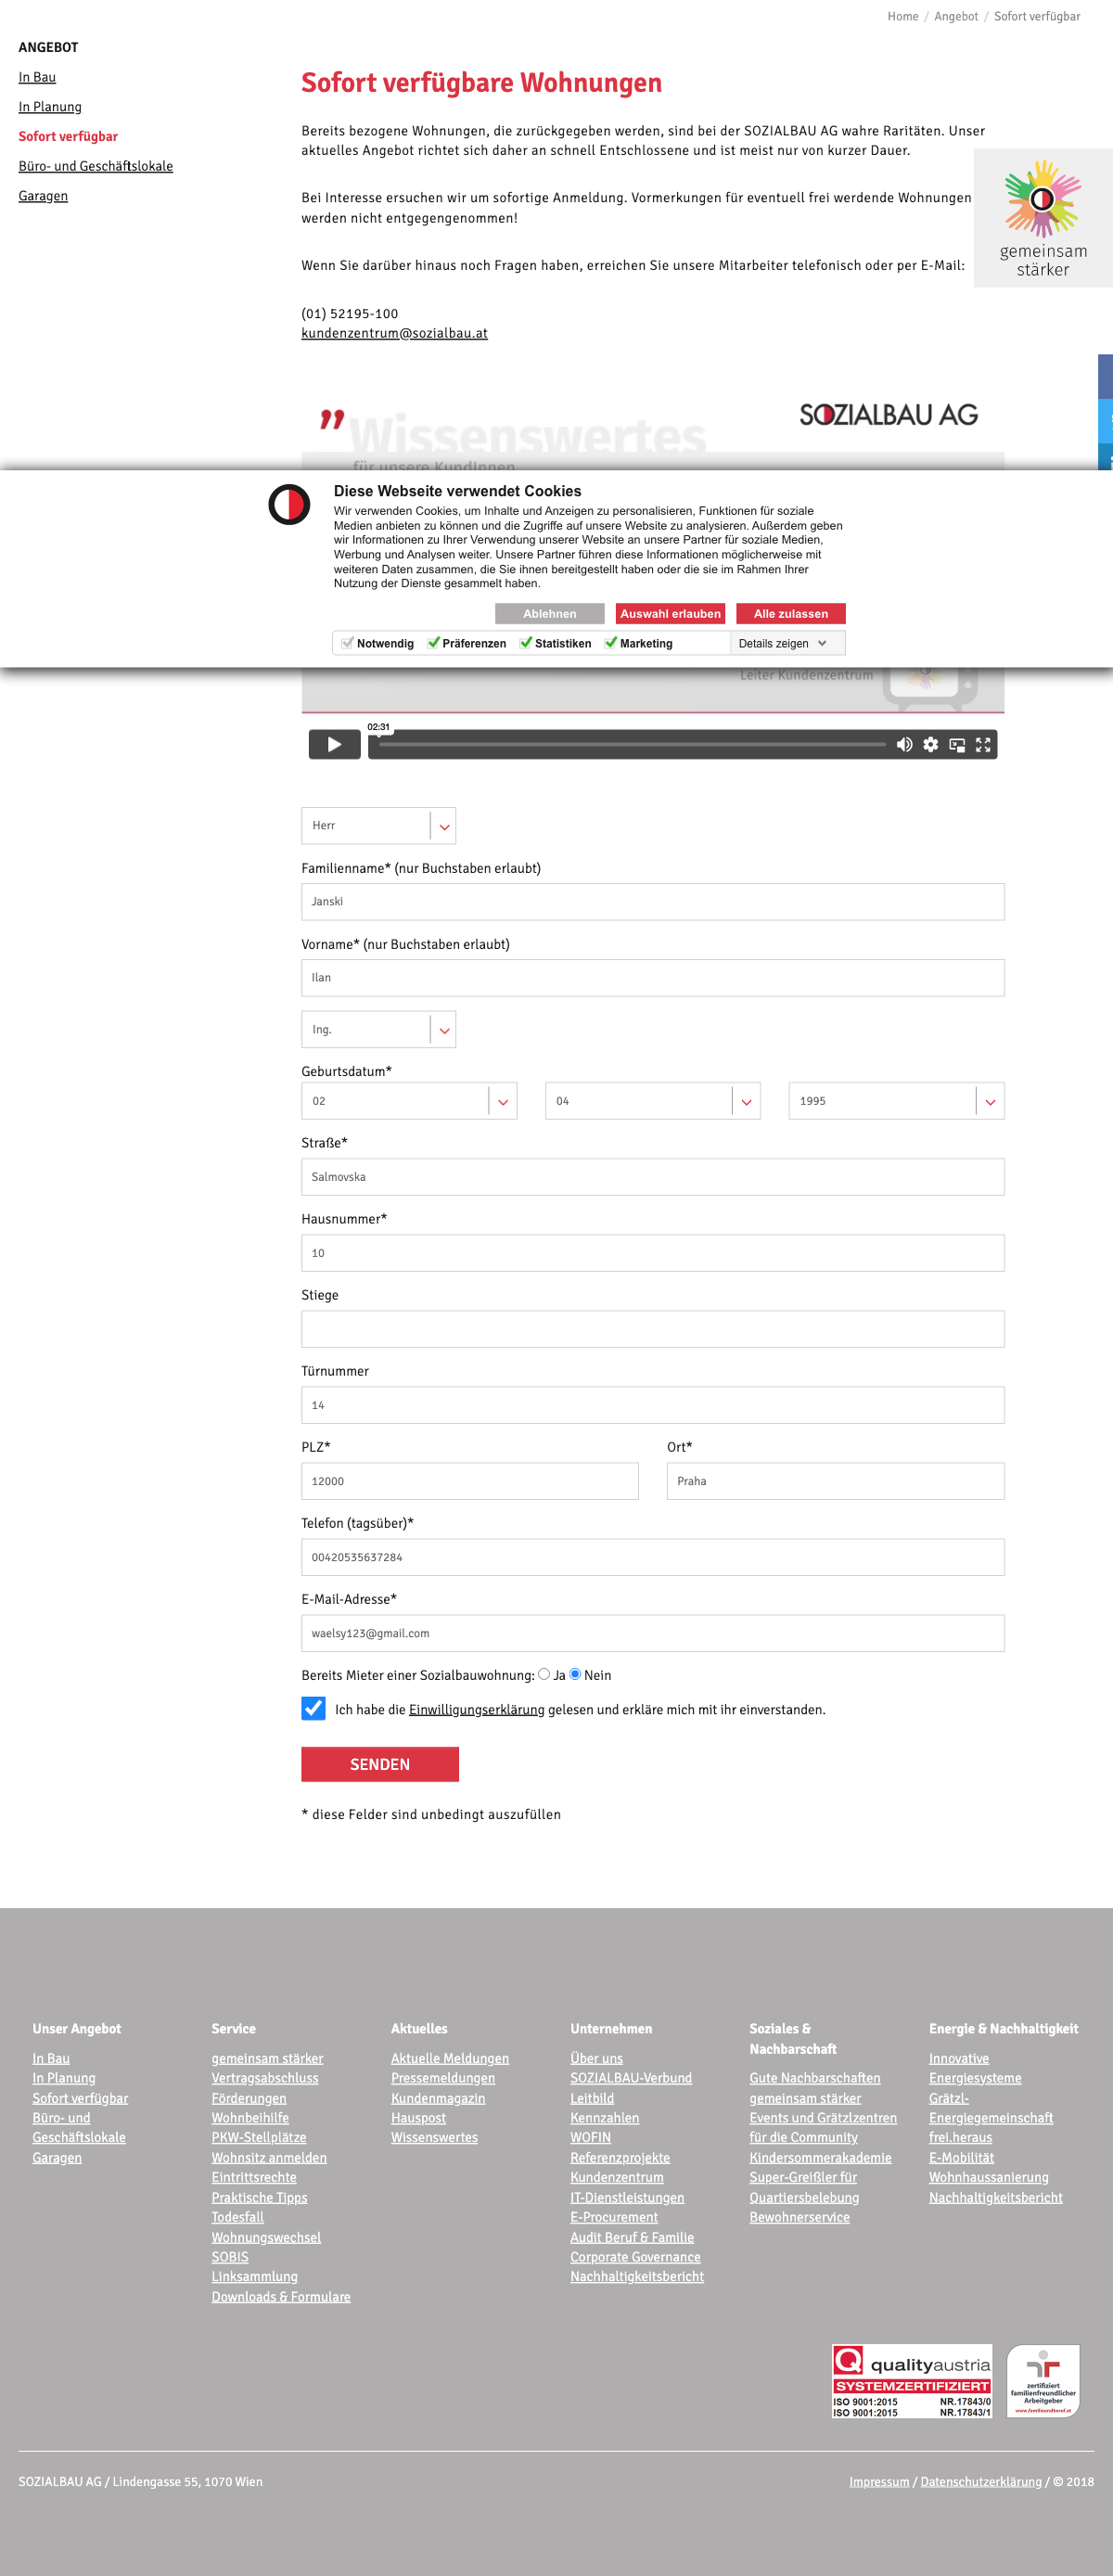 Home / Angebot / Sofort verfügbar
ANGEBOT
In Bau
In Planung
Sofort verfügbar
Büro- und Geschäftslokale
Garagen
Sofort verfügbare Wohnungen
Bereits bezogene Wohnungen, die zurückgegeben werden, sind bei der SOZIALBAU AG wahre Raritäten. Unser
aktuelles Angebot richtet sich daher an schnell Entschlossene und ist meist nur von kurzer Dauer.
Bei Interesse ersuchen wir um sofortige Anmeldung. Vormerkungen für eventuell frei werdende Wohnungen
werden nicht entgegengenommen!
Wenn Sie darüber hinaus noch Fragen haben, erreichen Sie unsere Mitarbeiter telefonisch oder per E-Mail:
(01) 52195-100
kundenzentrum@sozialbau.at
gemeinsam
stärker
" Wissenswertes
SOZIALBAU AG
für unsere KundInnen
Diese Webseite verwendet Cookies
Wir verwenden Cookies, um Inhalte und Anzeigen zu personalisieren, Funktionen für soziale
Medien anbieten zu können und die Zugriffe auf unsere Website zu analysieren. Außerdem geben
wir Informationen zu Ihrer Verwendung unserer Website an unsere Partner für soziale Medien,
Werbung und Analysen weiter. Unsere Partner führen diese Informationen möglicherweise mit
weiteren Daten zusammen, die Sie ihnen bereitgestellt haben oder die sie im Rahmen Ihrer
Nutzung der Dienste gesammelt haben.
Ablehnen
Auswahl erlauben
Alle zulassen
Notwendig
Präferenzen
Statistiken
Marketing
Details zeigen
Leiter Kundenzentrum
02:31
Herr
Familienname* (nur Buchstaben erlaubt)
Janski
Vorname* (nur Buchstaben erlaubt)
Ilan
Ing.
Geburtsdatum*
02
04
1995
Straße*
Salmovska
Hausnummer*
10
Stiege
Türnummer
14
PLZ*
Ort*
12000
Praha
Telefon (tagsüber)*
00420535637284
E-Mail-Adresse*
waelsy123@gmail.com
Bereits Mieter einer Sozialbauwohnung: Ja Nein
Ich habe die Einwilligungserklärung gelesen und erkläre mich mit ihr einverstanden.
SENDEN
* diese Felder sind unbedingt auszufüllen
Unser Angebot
In Bau
In Planung
Sofort verfügbar
Büro- und
Geschäftslokale
Garagen
Service
gemeinsam stärker
Vertragsabschluss
Förderungen
Wohnbeihilfe
PKW-Stellplätze
Wohnsitz anmelden
Eintrittsrechte
Praktische Tipps
Todesfall
Wohnungswechsel
SOBIS
Linksammlung
Downloads & Formulare
Aktuelles
Aktuelle Meldungen
Pressemeldungen
Kundenmagazin
Hauspost
Wissenswertes
Unternehmen
Über uns
SOZIALBAU-Verbund
Leitbild
Kennzahlen
WOFIN
Referenzprojekte
Kundenzentrum
IT-Dienstleistungen
E-Procurement
Audit Beruf & Familie
Corporate Governance
Nachhaltigkeitsbericht
Soziales &
Nachbarschaft
Gute Nachbarschaften
gemeinsam stärker
Events und Grätzlzentren
für die Community
Kindersommerakademie
Super-Greißler für
Quartiersbelebung
Bewohnerservice
Energie & Nachhaltigkeit
Innovative
Energiesysteme
Grätzl-
Energiegemeinschaft
frei.heraus
E-Mobilität
Wohnhaussanierung
Nachhaltigkeitsbericht
Q qualityaustria
SYSTEMZERTIFIZIERT
ISO 9001:2015 NR.17843/0
ISO 9001:2015 NR.17843/1
zertifiziert
familienfreundlicher
Arbeitgeber
www.familieundberuf.at
SOZIALBAU AG / Lindengasse 55, 1070 Wien
Impressum / Datenschutzerklärung / © 2018